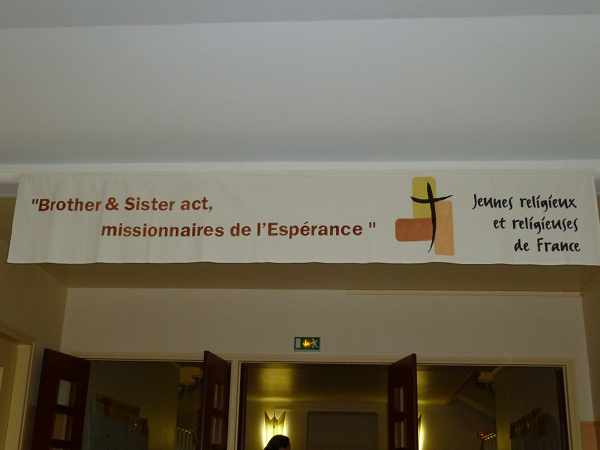 "Brother & Sister act,
missionnaires de l'Espérance "
Jeunes religieux
et religieuses
de France